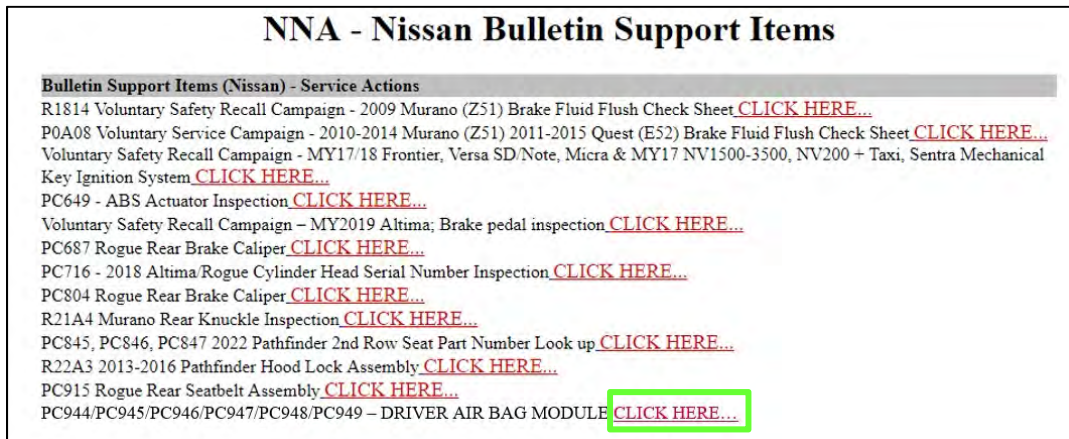 NNA - Nissan Bulletin Support Items
Bulletin Support Items (Nissan) - Service Actions
R1814 Voluntary Safety Recall Campaign - 2009 Murano (Z51) Brake Fluid Flush Check Sheet CLICK HERE...
P0A08 Voluntary Service Campaign - 2010-2014 Murano (Z51) 2011-2015 Quest (E52) Brake Fluid Flush Check Sheet CLICK HERE...
Voluntary Safety Recall Campaign - MY17/18 Frontier, Versa SD/Note, Micra & MY17 NV1500-3500, NV200 + Taxi, Sentra Mechanical
Key Ignition System CLICK HERE...
PC649 - ABS Actuator Inspection CLICK HERE...
Voluntary Safety Recall Campaign – MY2019 Altima; Brake pedal inspection CLICK HERE...
PC687 Rogue Rear Brake Caliper CLICK HERE...
PC716 - 2018 Altima/Rogue Cylinder Head Serial Number Inspection CLICK HERE...
PC804 Rogue Rear Brake Caliper CLICK HERE...
R21A4 Murano Rear Knuckle Inspection CLICK HERE...
PC845, PC846, PC847 2022 Pathfinder 2nd Row Seat Part Number Look up CLICK HERE...
R22A3 2013-2016 Pathfinder Hood Lock Assembly CLICK HERE...
PC915 Rogue Rear Seatbelt Assembly CLICK HERE...
PC944/PC945/PC946/PC947/PC948/PC949 – DRIVER AIR BAG MODULE CLICK HERE...